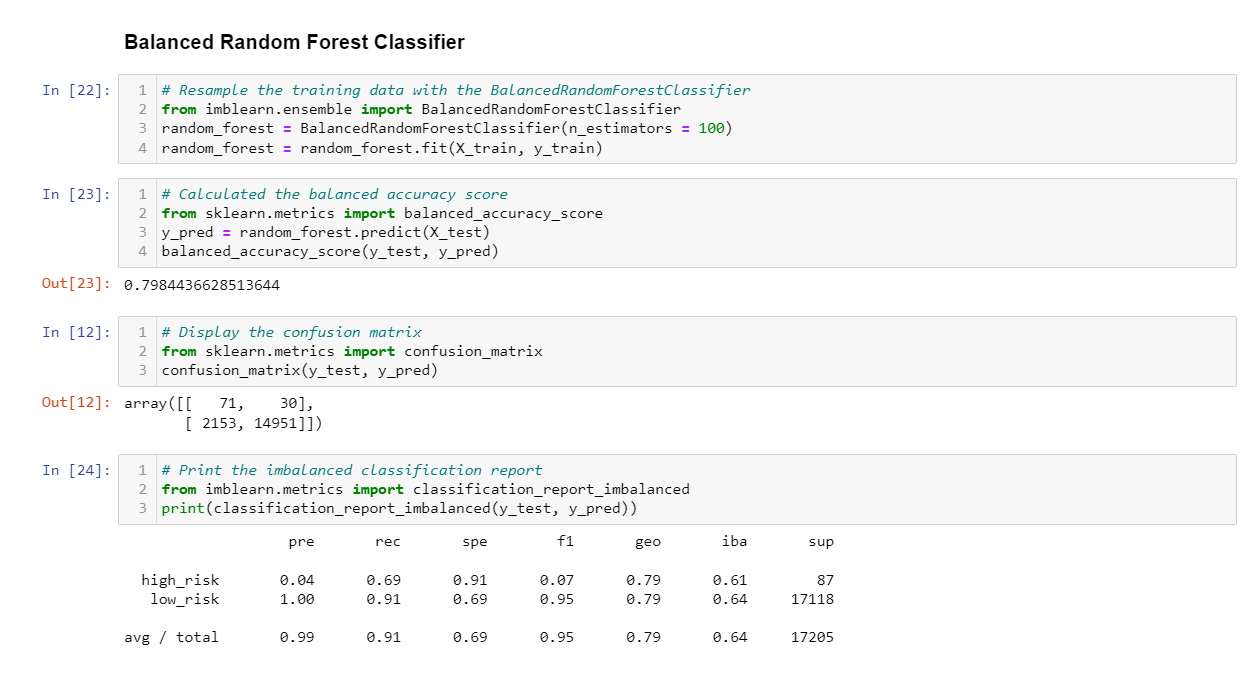 Balanced Random Forest Classifier
In [22]:
1 # Resample the training data with the BalancedRandomForestClassifier
2 from imblearn.ensemble import BalancedRandomForestClassifier
3 random_forest = BalancedRandomForestClassifier(n_estimators = 100)
4 random_forest = random_forest.fit(X_train, y_train)
In [23]:
1 # Calculated the balanced accuracy score
2 from sklearn.metrics import balanced_accuracy_score
3 y_pred = random_forest.predict(X_test)
4 balanced_accuracy_score(y_test, y_pred)
Out[23]: 0.7984436628513644
In [12]:
1 # Display the confusion matrix
2 from sklearn.metrics import confusion_matrix
3 confusion_matrix(y_test, y_pred)
Out[12]: array([[   71,    30],
       [ 2153, 14951]])
In [24]:
1 # Print the imbalanced classification report
2 from imblearn.metrics import classification_report_imbalanced
3 print(classification_report_imbalanced(y_test, y_pred))
pre rec spe f1 geo iba sup
high_risk 0.04 0.69 0.91 0.07 0.79 0.61 87
low_risk 1.00 0.91 0.69 0.95 0.79 0.64 17118
avg / total 0.99 0.91 0.69 0.95 0.79 0.64 17205